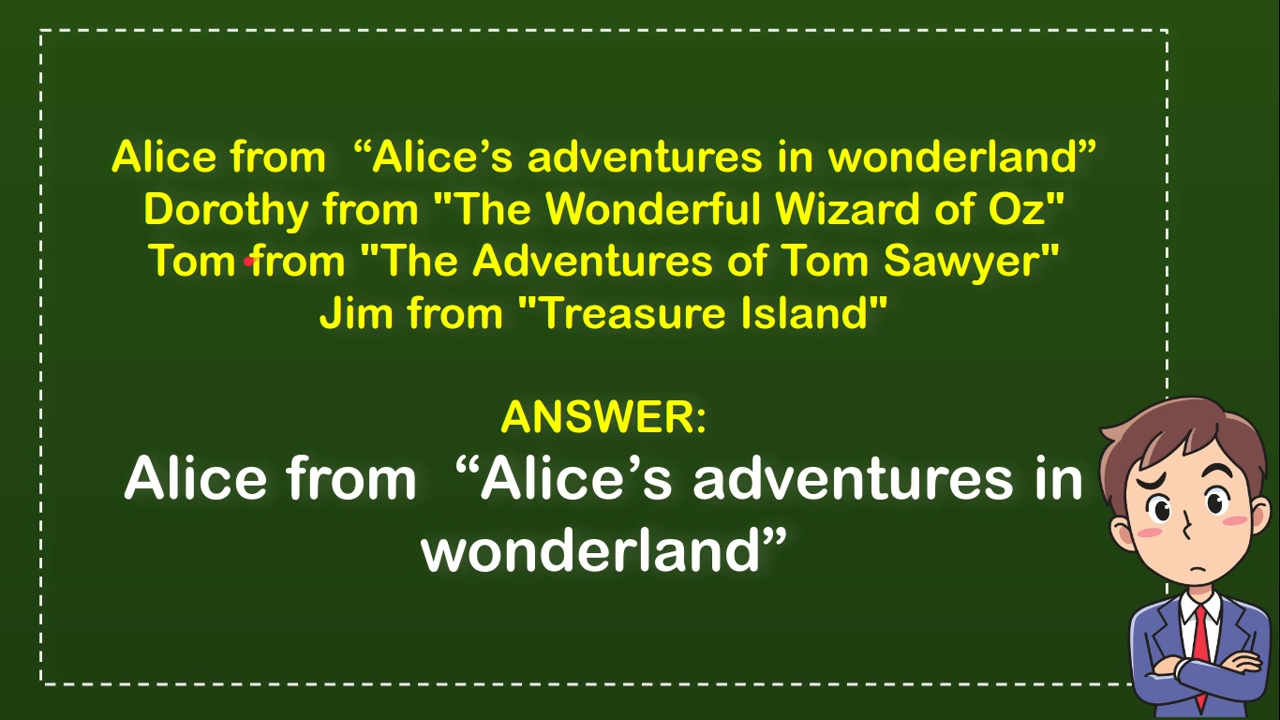 Alice from “Alice’s adventures in wonderland”
Dorothy from "The Wonderful Wizard of Oz"
Tom from "The Adventures of Tom Sawyer"
Jim from "Treasure Island"
ANSWER:
Alice from “Alice’s adventures in
wonderland”